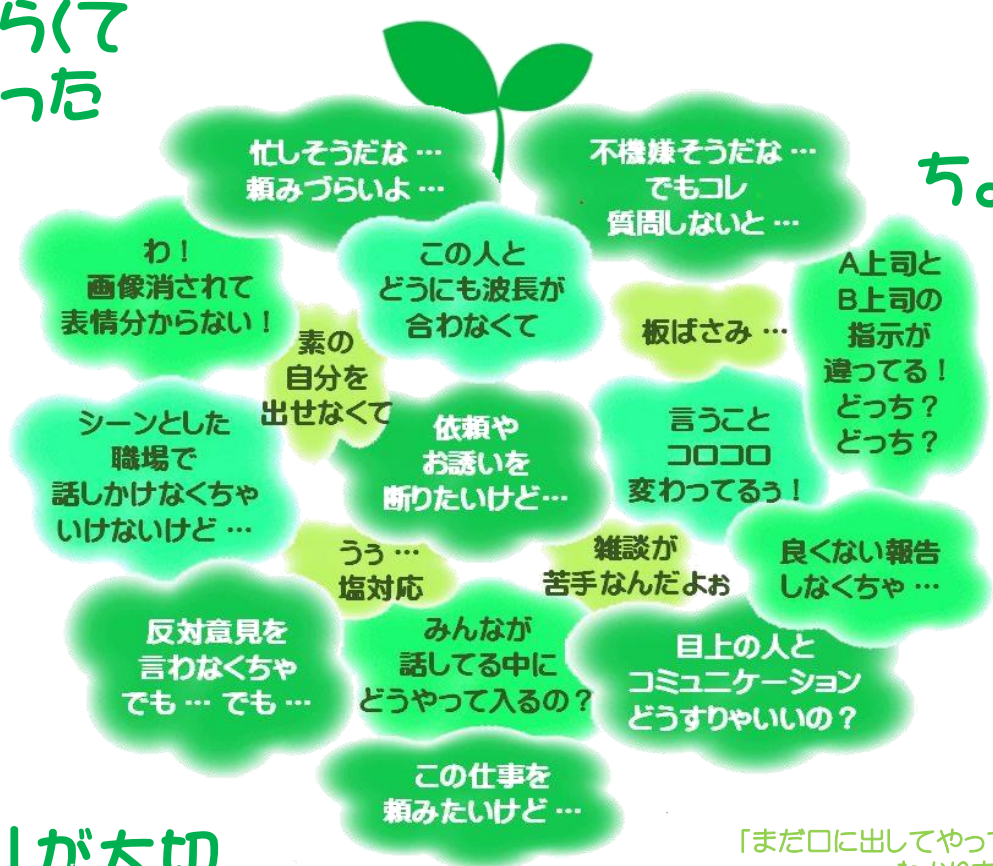 らくて
った
忙しそうだな …
頼みづらいよ …
不機嫌そうだな …
でもコレ
質問しないと …
ちょ
わ！
画像消されて
表情分からない！
この人と
どうにも波長が
合わなくて
A上司と
B上司の
指示が
違ってる！
どっち？
どっち？
素の
自分を
出せなくて
板ばさみ …
シーンとした
職場で
話しかけなくちゃ
いけないけど …
依頼や
お誘いを
断りたいけど…
言うこと
コロコロ
変わってるぅ！
うぅ …
塩対応
雑談が
苦手なんだよぉ
良くない報告
しなくちゃ …
反対意見を
言わなくちゃ
でも … でも …
みんなが
話してる中に
どうやって入るの？
目上の人と
コミュニケーション
どうすりゃいいの？
この仕事を
頼みたいけど …
が大切
「まだ口に出してやっ